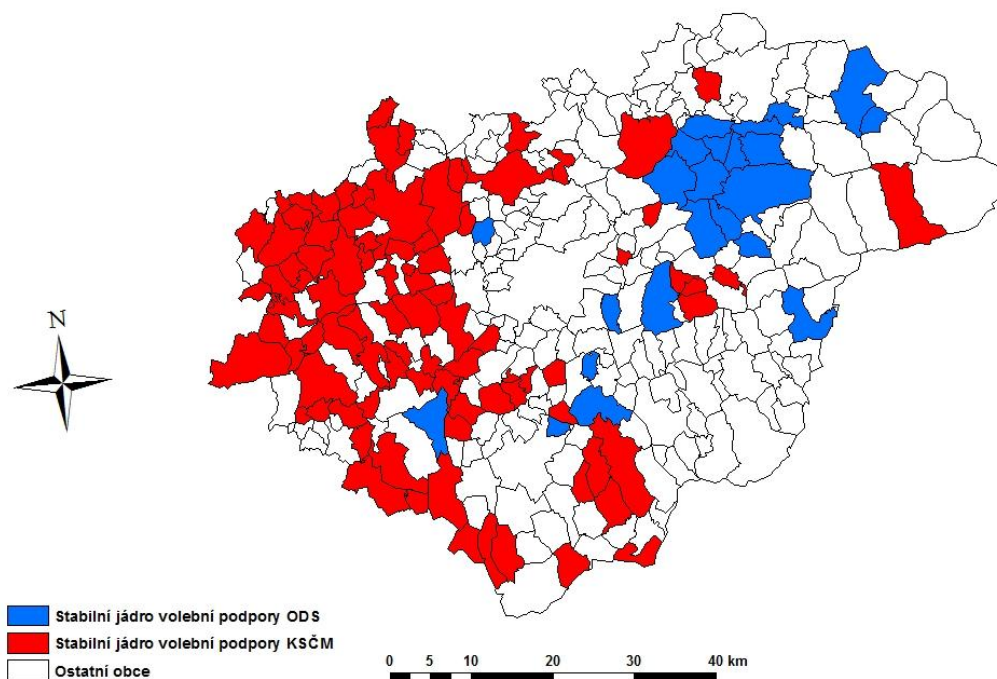 N
Stabilní jádro volební podpory ODS
Stabilní jádro volební podpory KSČM
Ostatní obce
0 5 10 20 30 40 km